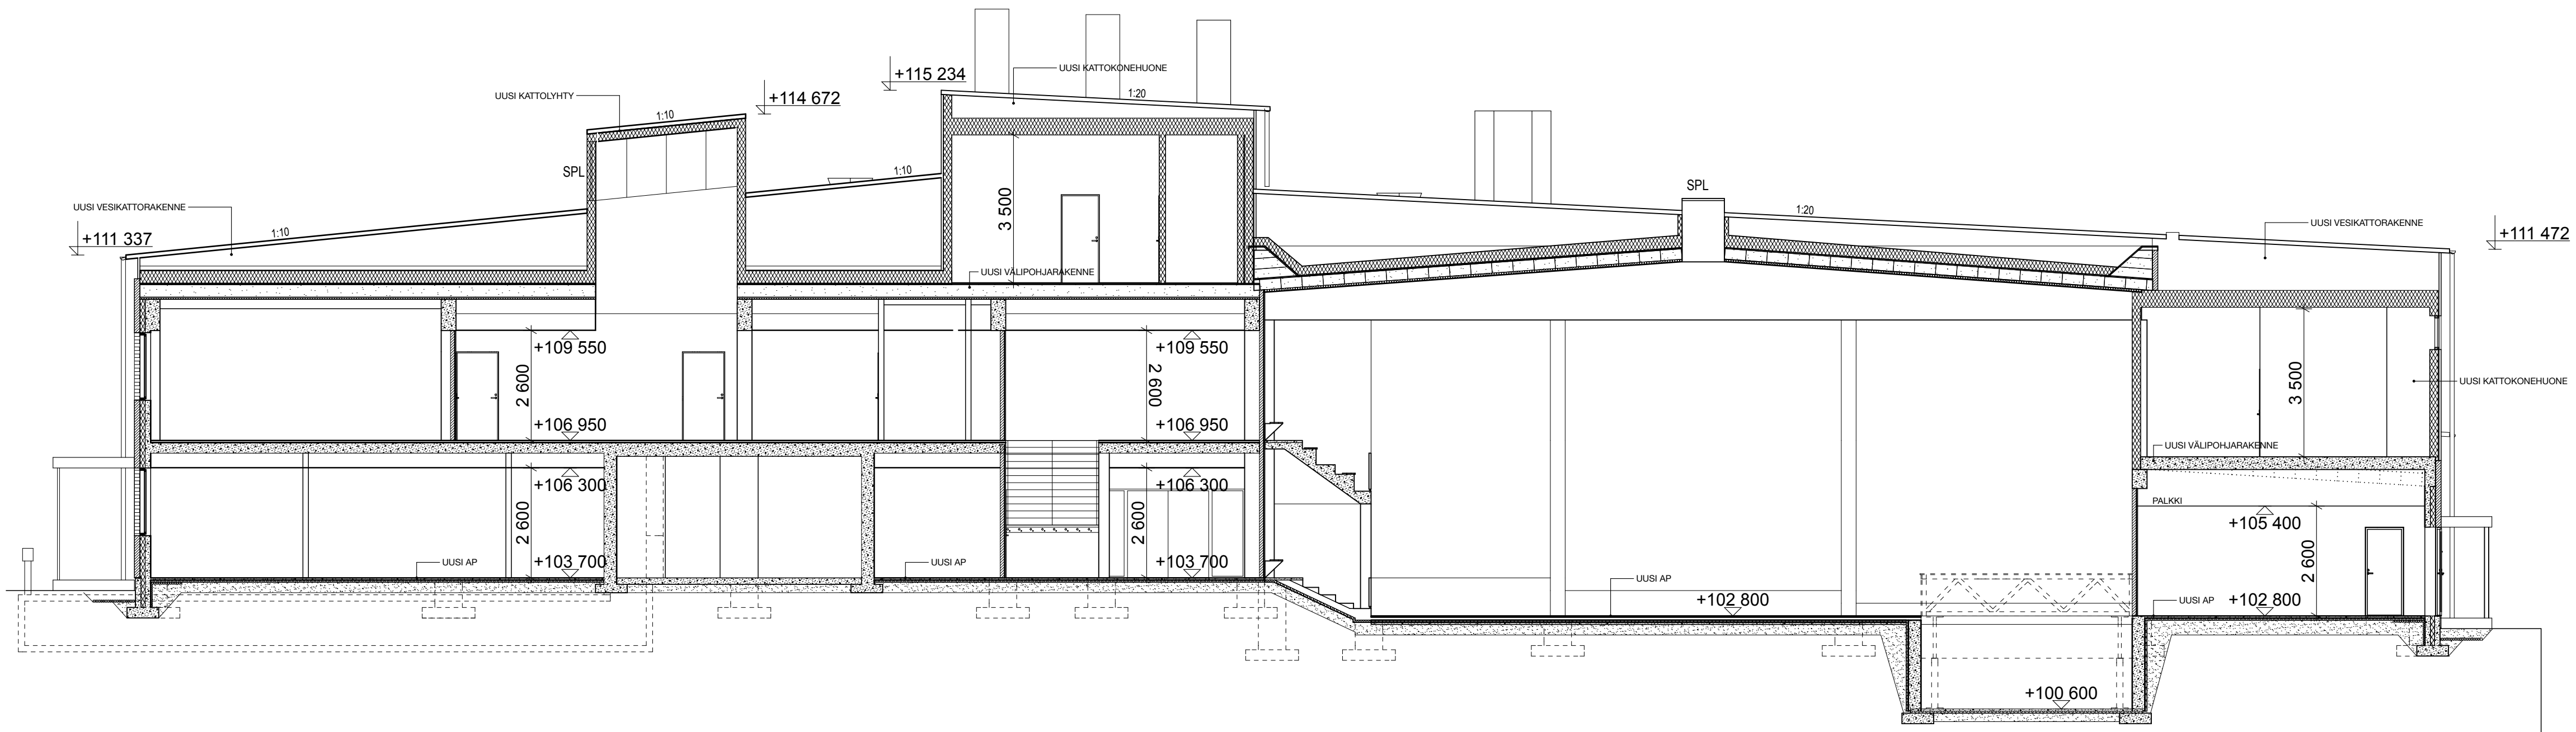 UUSI KATTOKONEHUONE
+115 234
1:20
UUSI KATTOLYHTY
+114 672
1:10
SPL
1:10
3 500
SPL
UUSI VESIKATTORAKENNE
1:20
UUSI VESIKATTORAKENNE
+111 337
1:10
+111 472
UUSI VÄLIPOHJARAKENNE
+109 550
+109 550
2 600
2 600
3 500
UUSI KATTOKONEHUONE
+106 950
+106 950
UUSI VÄLIPOHJARAKENNE
+106 300
+106 300
PALKKI
+105 400
2 600
2 600
2 600
UUSI AP
+103 700
UUSI AP
+103 700
UUSI AP
+102 800
UUSI AP
+102 800
+100 600